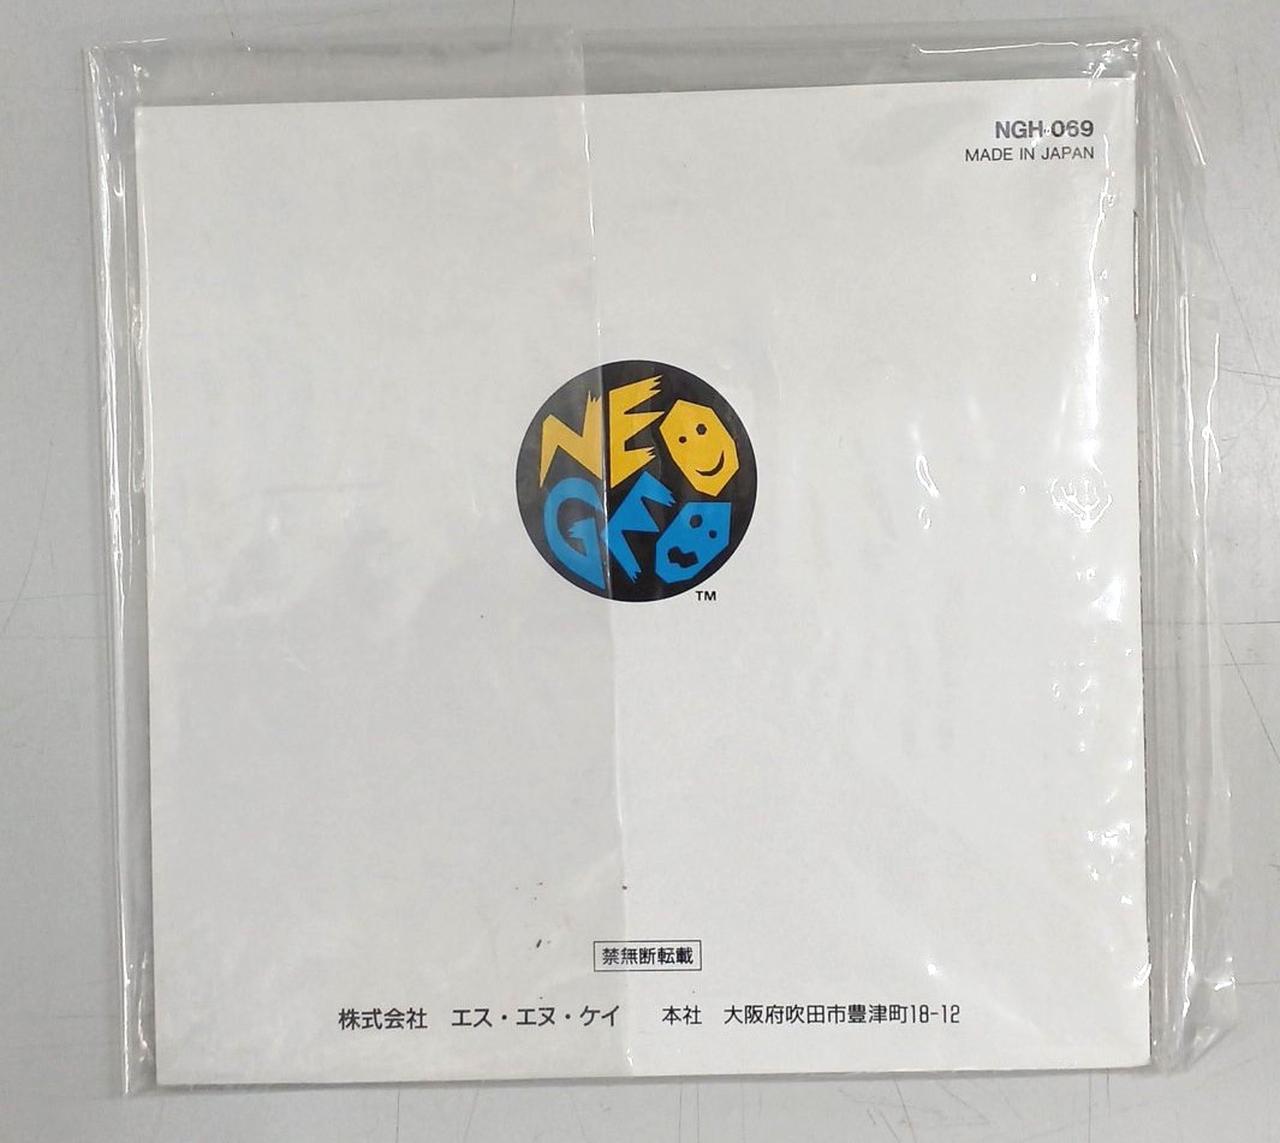 NGH-069
MADE IN JAPAN
NEO
GEO
TM
禁無断転載
株式会社 エス・エヌ・ケイ 本社 大阪府吹田市豊津町18-12